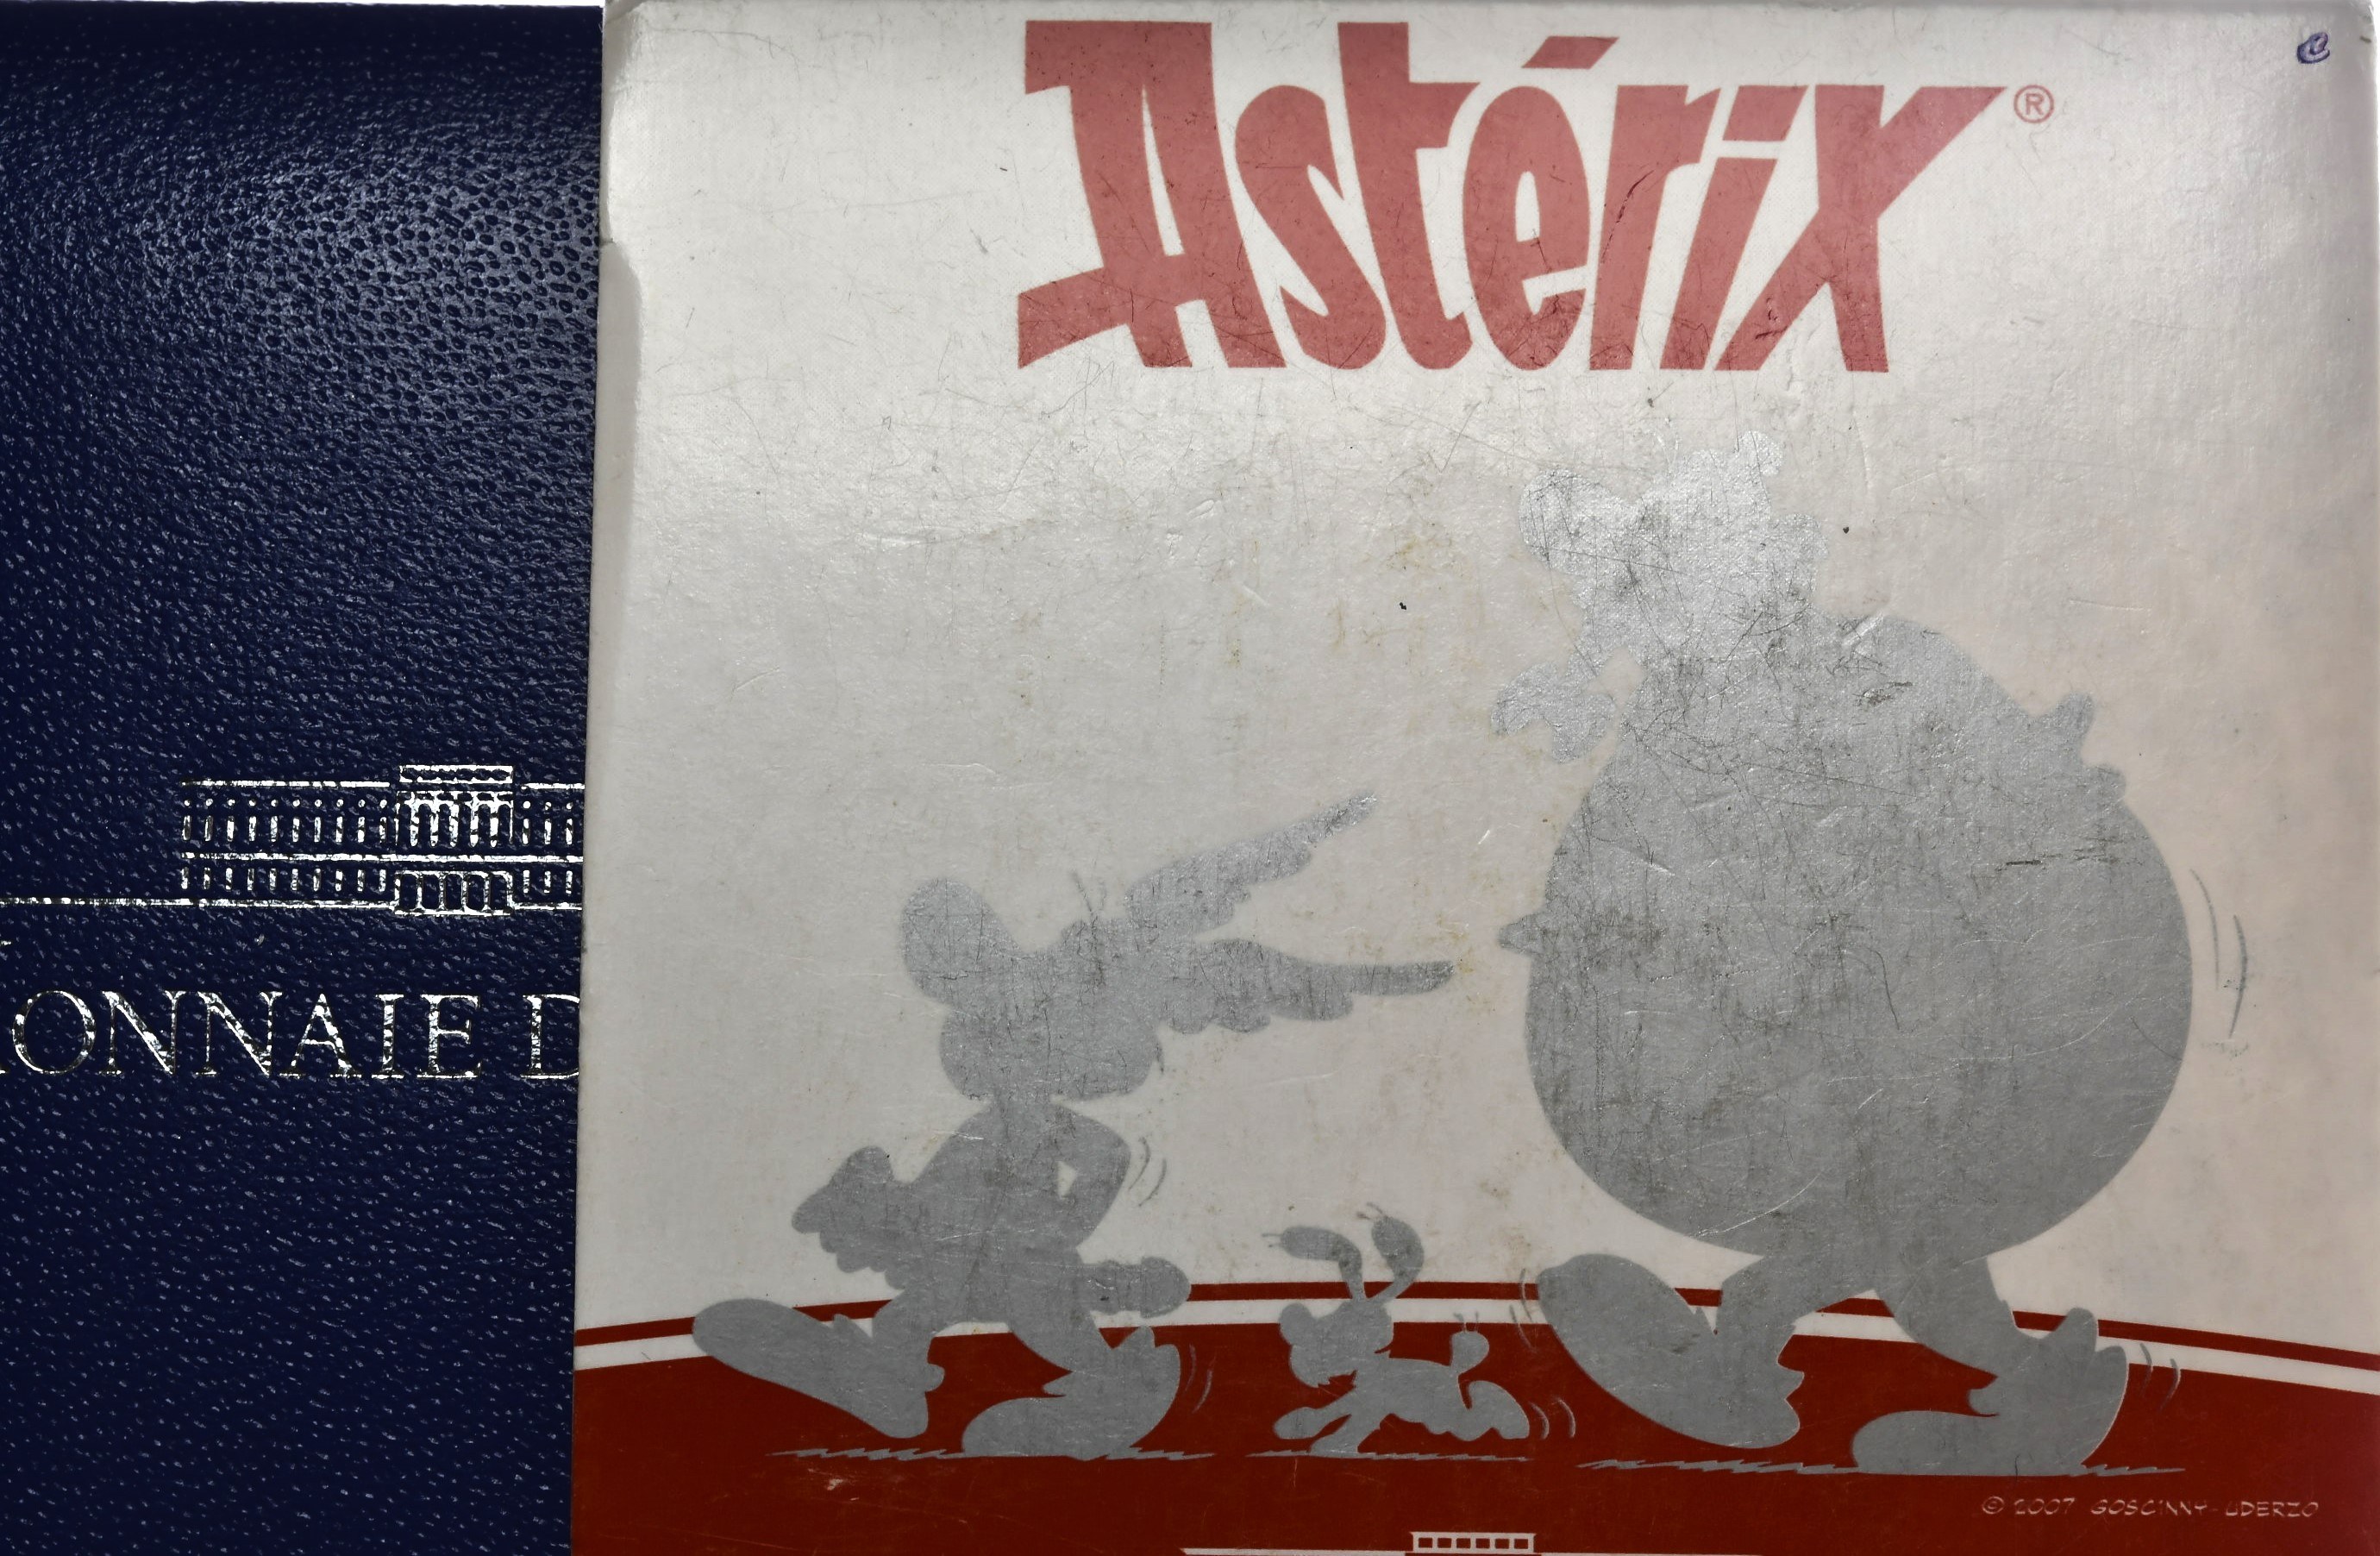 Astérix®
e
ONNAIE D
© 2007 GOSCINNY-UDERZO